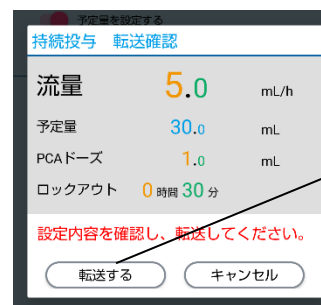 予定量を設定する
持続投与 転送確認
流量 5.0 mL/h
予定量 30.0 mL
PCAドーズ 1.0 mL
ロックアウト 0 時間 30 分
設定内容を確認し、転送してください。
転送する キャンセル